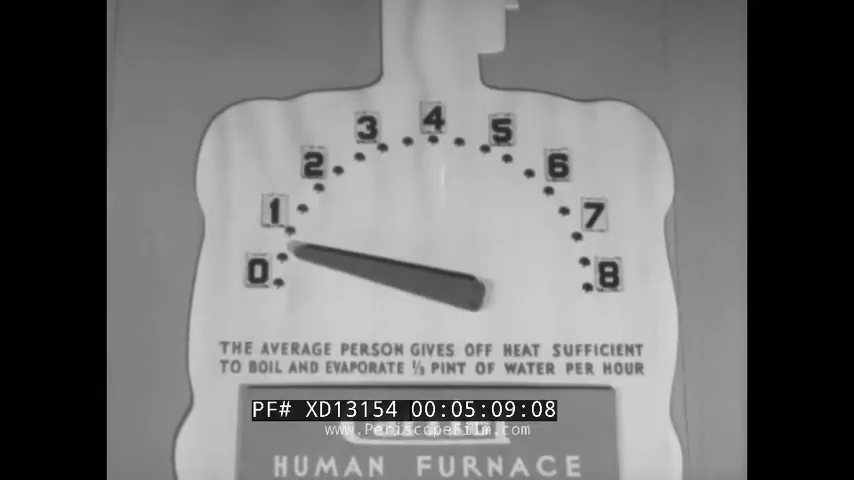 4
3
5
2
6
1
7
0
8
THE AVERAGE PERSON GIVES OFF HEAT SUFFICIENT
TO BOIL AND EVAPORATE ⅓ PINT OF WATER PER HOUR
PF# XD13154 00:05:09:08
www.PeriscopeFilm.com
HUMAN FURNACE